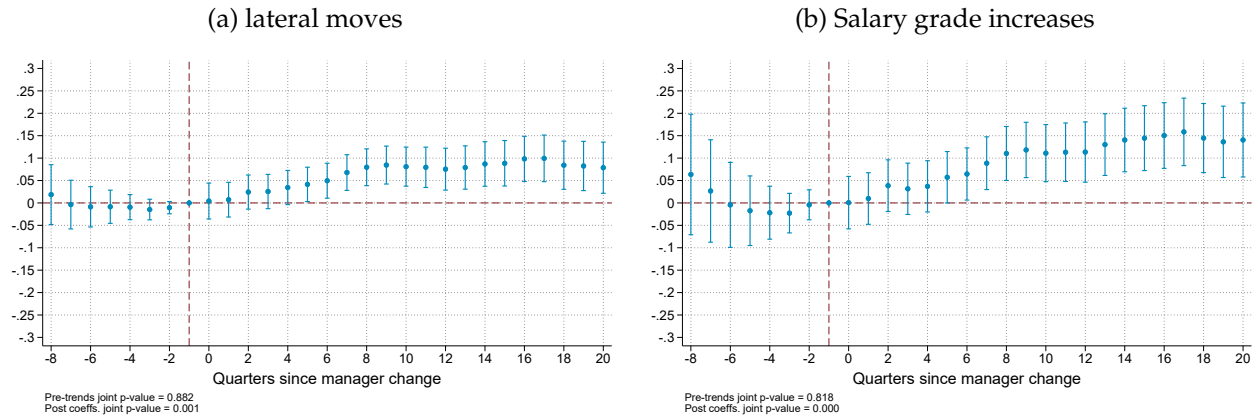 (a) lateral moves
.3
.25
.2
.15
.1
.05
0
-.05
-.1
-.15
-.2
-.25
-.3
-8 -6 -4 -2 0 2 4 6 8 10 12 14 16 18 20
Quarters since manager change
Pre-trends joint p-value = 0.882
Post coeffs. joint p-value = 0.001
(b) Salary grade increases
.3
.25
.2
.15
.1
.05
0
-.05
-.1
-.15
-.2
-.25
-.3
-8 -6 -4 -2 0 2 4 6 8 10 12 14 16 18 20
Quarters since manager change
Pre-trends joint p-value = 0.818
Post coeffs. joint p-value = 0.000